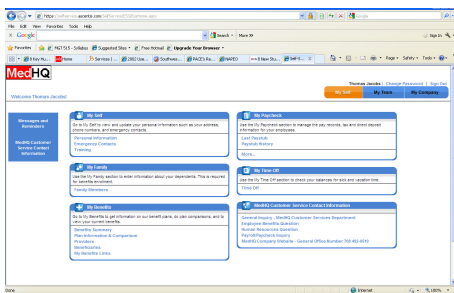 Google
Search
More >>
Sign In
File Edit View Favorites Tools Help
Favorites
Suggested Sites
Free Hotmail
Upgrade Your Browser
Home
Page
Safety
Tools
MedHQ
Thomas Jacobs | Change Password | Sign Out
Welcome Thomas Jacobs!
My Self
My Team
My Company
Messages and
Reminders
MedHQ Customer
Service Contact
Information
My Self
Go to My Self to view and update your personal information such as your address,
phone numbers, and emergency contacts.
Personal Information
Emergency Contacts
Training
My Family
Use the My Family section to enter information about your dependents. This is required
for benefits enrollment.
Family Members
My Benefits
Go to My Benefits to get information on our benefit plans, do plan comparisons, and to
view your current benefits.
Benefits Summary
Plan Information & Comparison
Providers
Beneficiaries
My Benefits Links
My Paycheck
Use the My Paycheck section to manage the pay records, tax and direct deposit
information for your employees.
Last Paystub
Paystub History
More...
My Time Off
Use the My Time Off section to check your balances for sick and vacation time.
Time Off
MedHQ Customer Service Contact Information
General Inquiry - MedHQ Customer Services Department
Employee Benefits Question
Human Resources Question
Payroll/Paycheck Inquiry
MedHQ Company Website - General Office Number
Done
Internet
100%